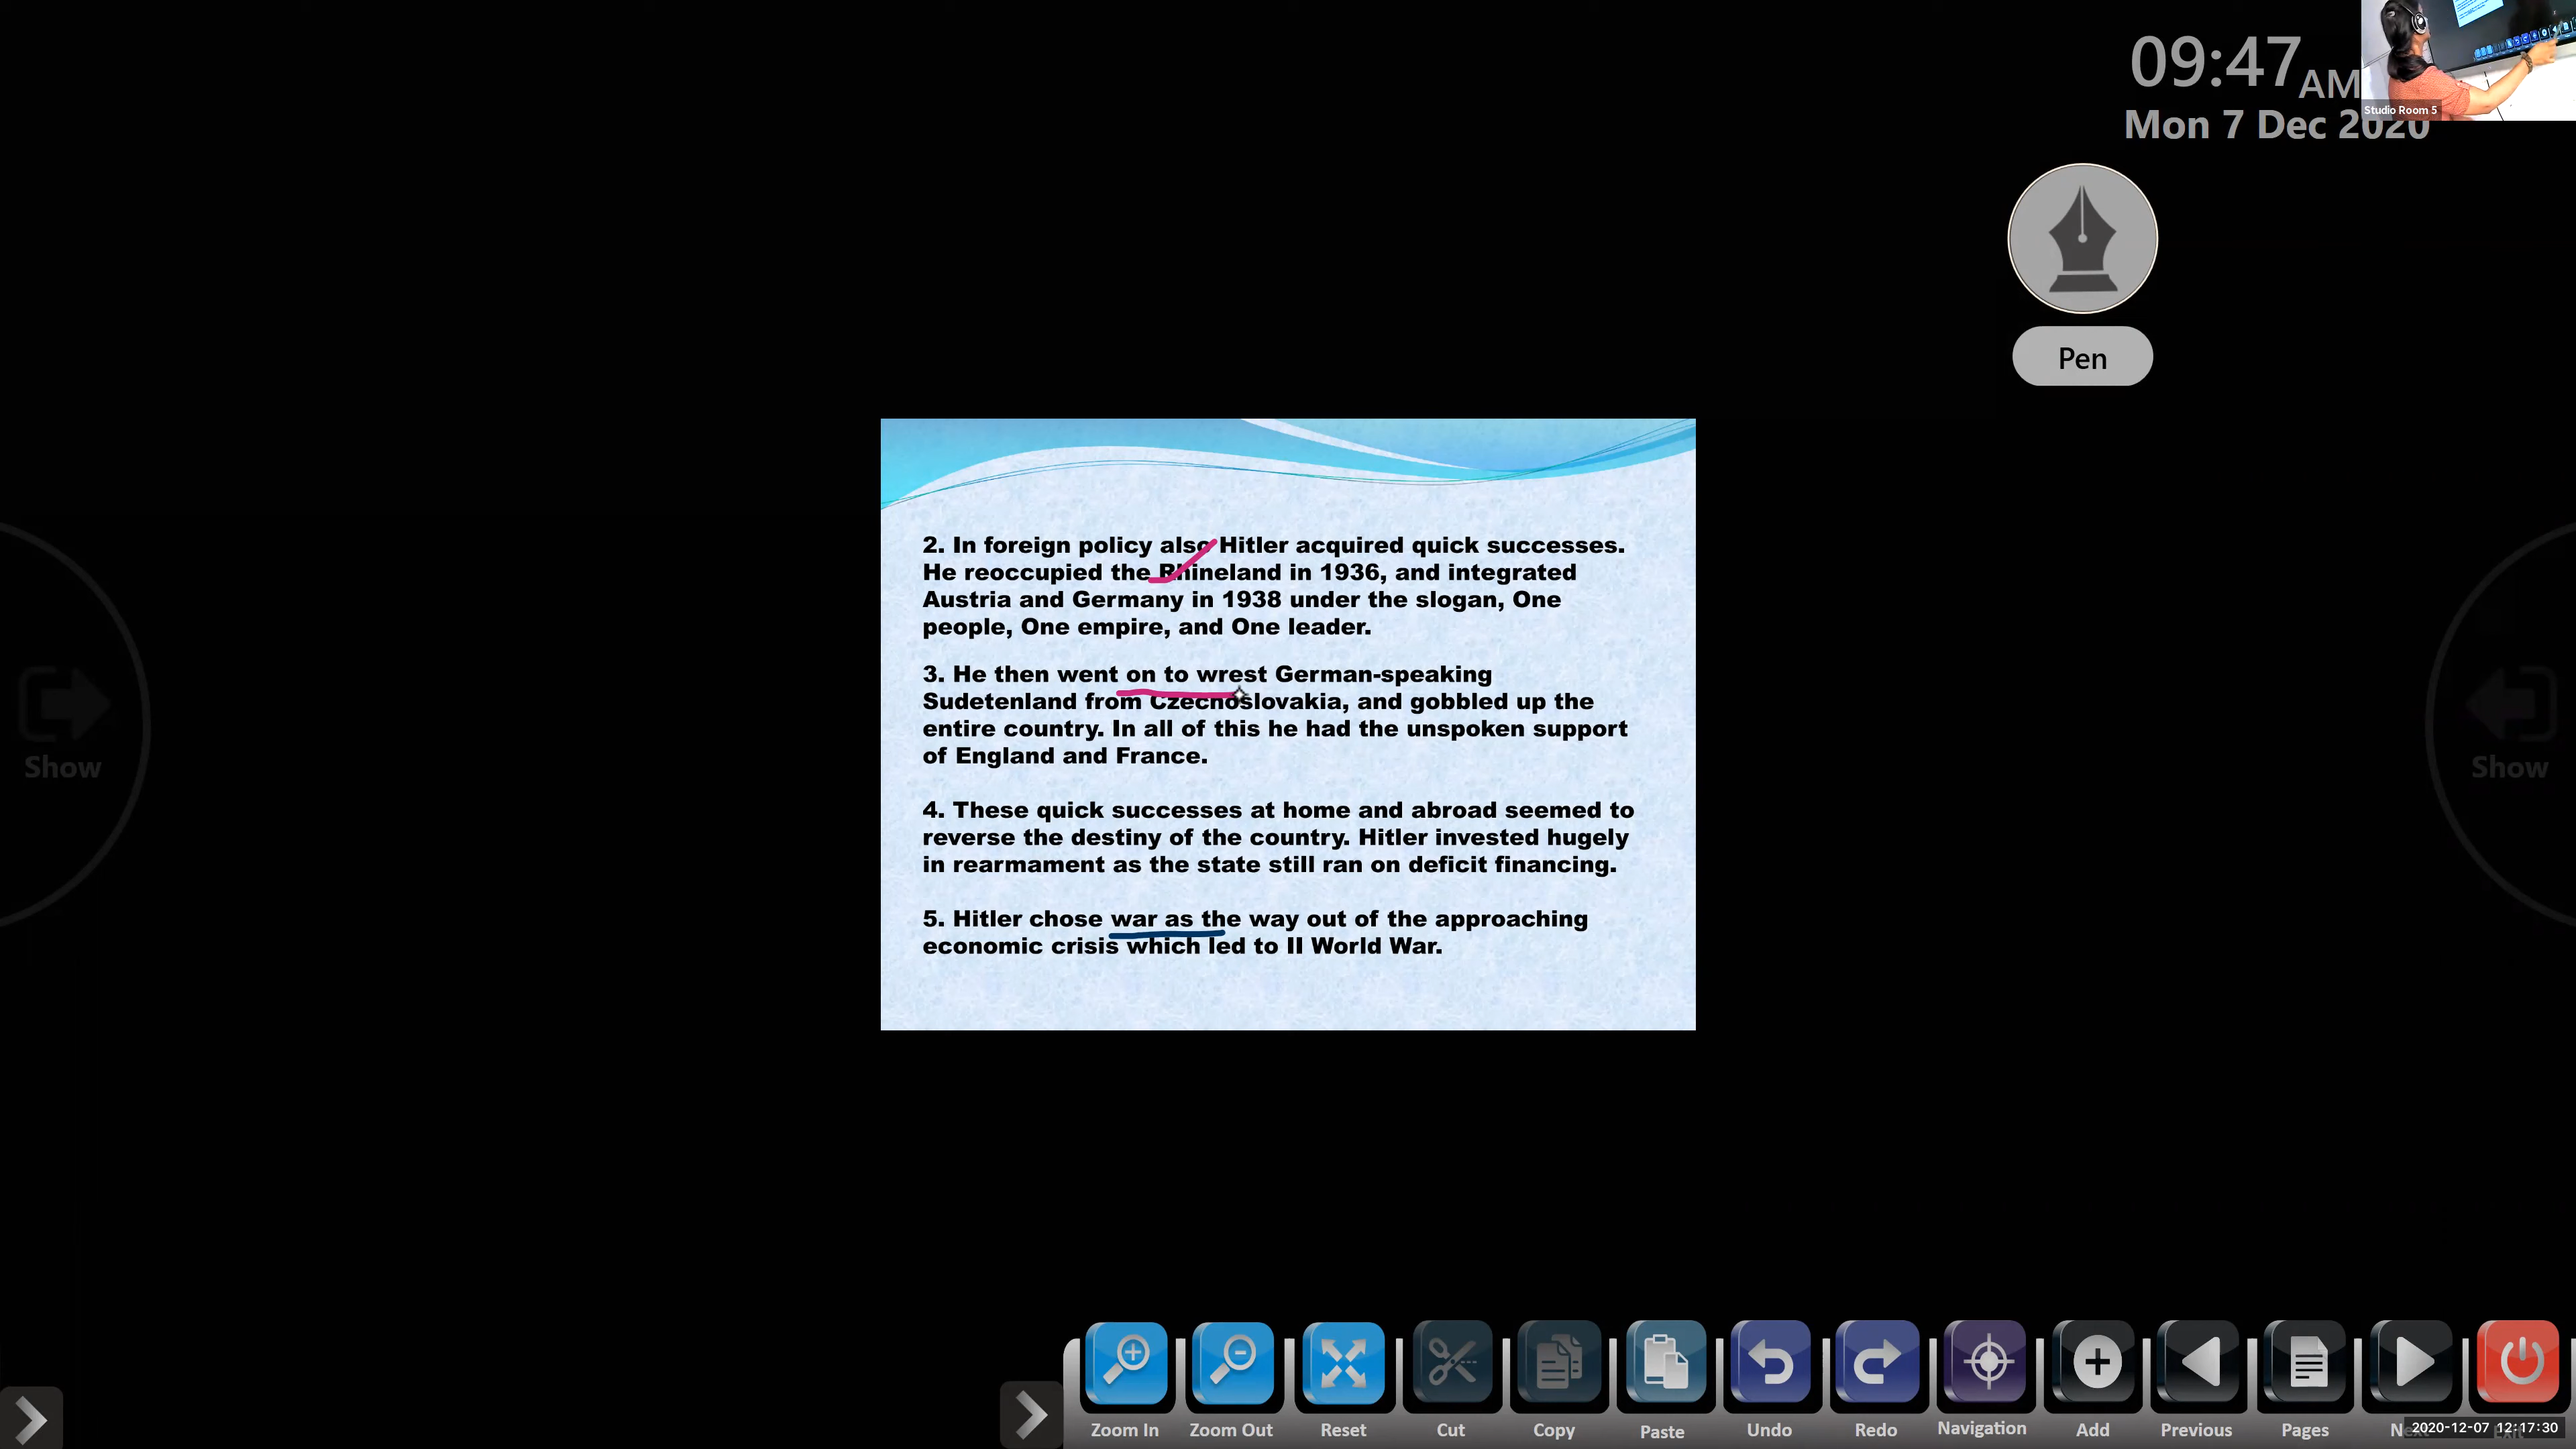 09:47 AM
Mon 7 Dec 2020
Studio Room 5
Pen
2. In foreign policy also Hitler acquired quick successes.
He reoccupied the Rhineland in 1936, and integrated
Austria and Germany in 1938 under the slogan, One
people, One empire, and One leader.
3. He then went on to wrest German-speaking
Sudetenland from Czechoslovakia, and gobbled up the
entire country. In all of this he had the unspoken support
of England and France.
4. These quick successes at home and abroad seemed to
reverse the destiny of the country. Hitler invested hugely
in rearmament as the state still ran on deficit financing.
5. Hitler chose war as the way out of the approaching
economic crisis which led to II World War.
Show
Show
Zoom In Zoom Out Reset Cut Copy Paste Undo Redo Navigation Add Previous Pages
2020-12-07 12:17:30